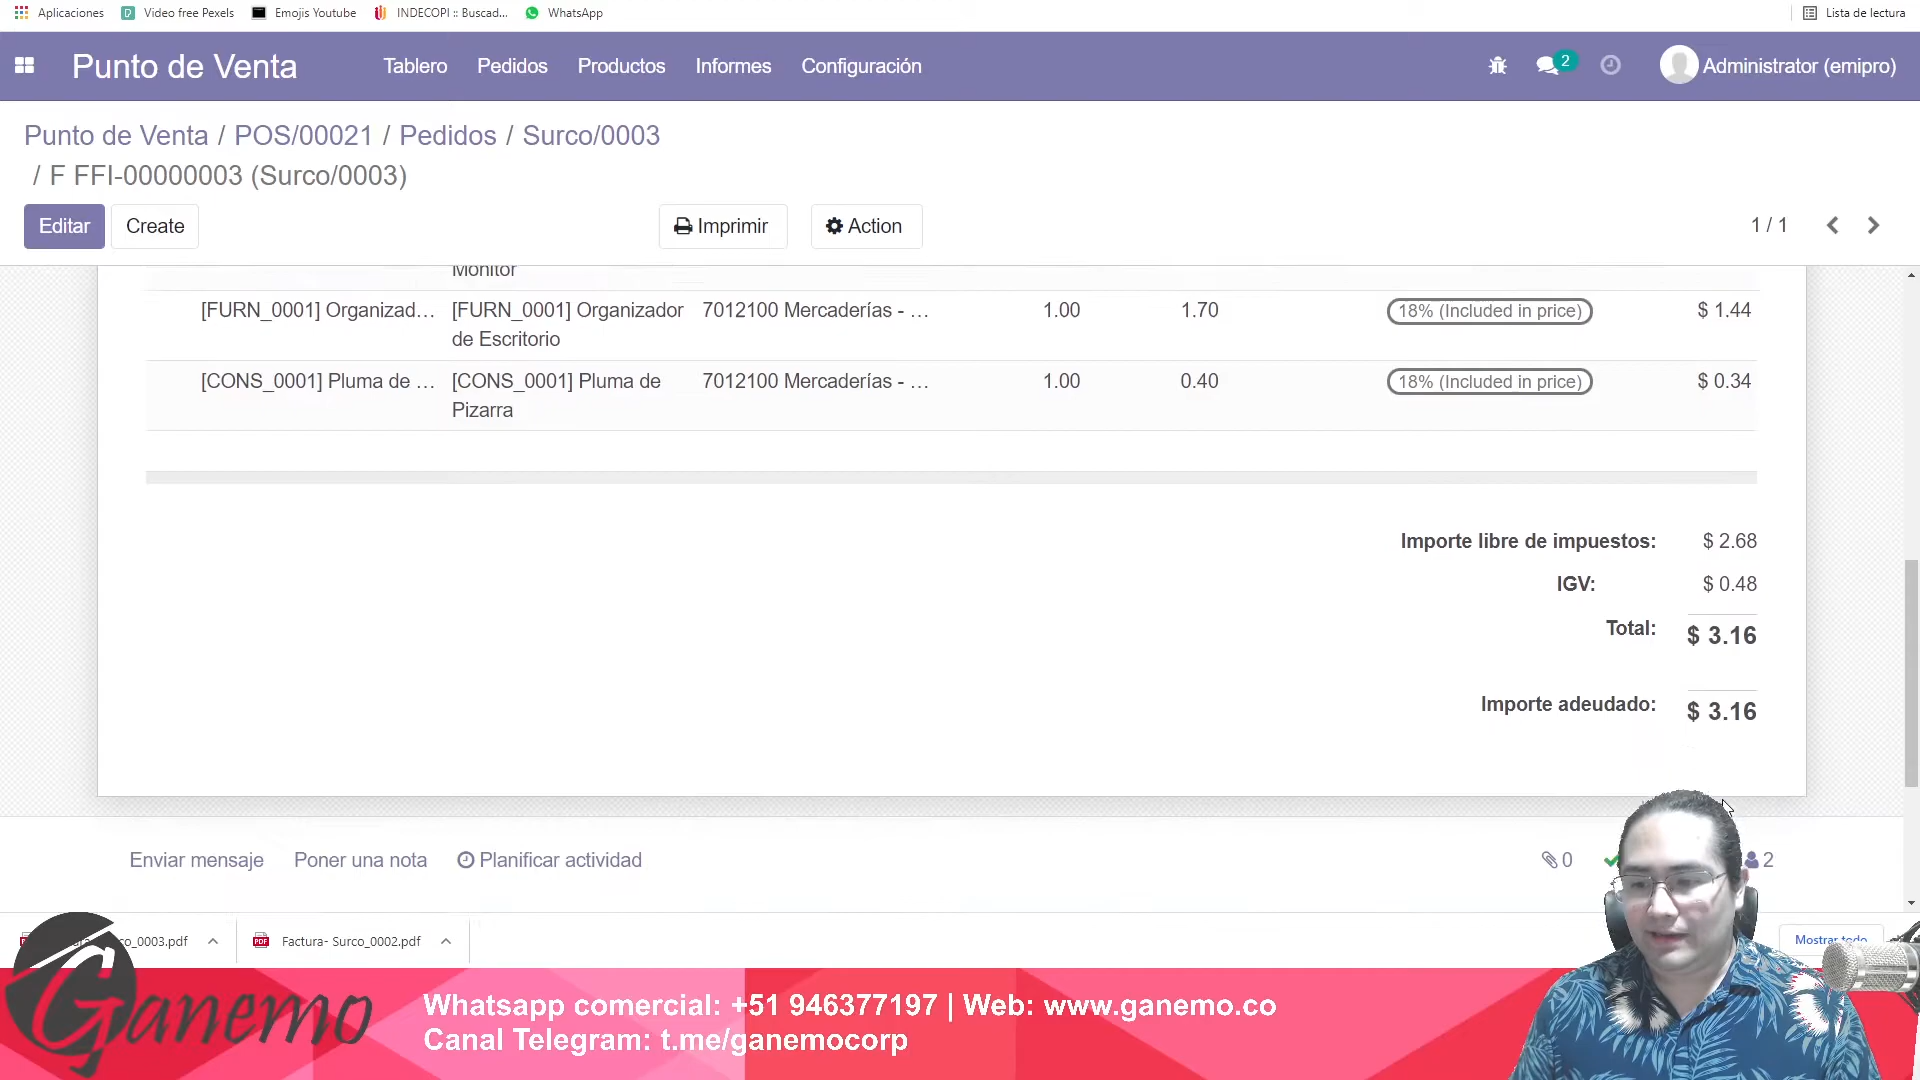 Aplicaciones
Video free Pexels
Emojis Youtube
INDECOPI :: Buscad...
WhatsApp
Lista de lectura
Punto de Venta
Tablero
Pedidos
Productos
Informes
Configuración
2
Administrator (emipro)
Punto de Venta / POS/00021 / Pedidos / Surco/0003
/ F FFI-00000003 (Surco/0003)
Editar
Create
Imprimir
Action
1 / 1
Monitor
[FURN_0001] Organizad... [FURN_0001] Organizador 7012100 Mercaderías - ... 1.00 1.70 18% (Included in price) $ 1.44
de Escritorio
[CONS_0001] Pluma de ... [CONS_0001] Pluma de 7012100 Mercaderías - ... 1.00 0.40 18% (Included in price) $ 0.34
Pizarra
Importe libre de impuestos: $ 2.68
IGV: $ 0.48
Total: $ 3.16
Importe adeudado: $ 3.16
Enviar mensaje
Poner una nota
Planificar actividad
0
2
co_0003.pdf
Factura- Surco_0002.pdf
Mostrar todo
Ganemo
Whatsapp comercial: +51 946377197 | Web: www.ganemo.co
Canal Telegram: t.me/ganemocorp